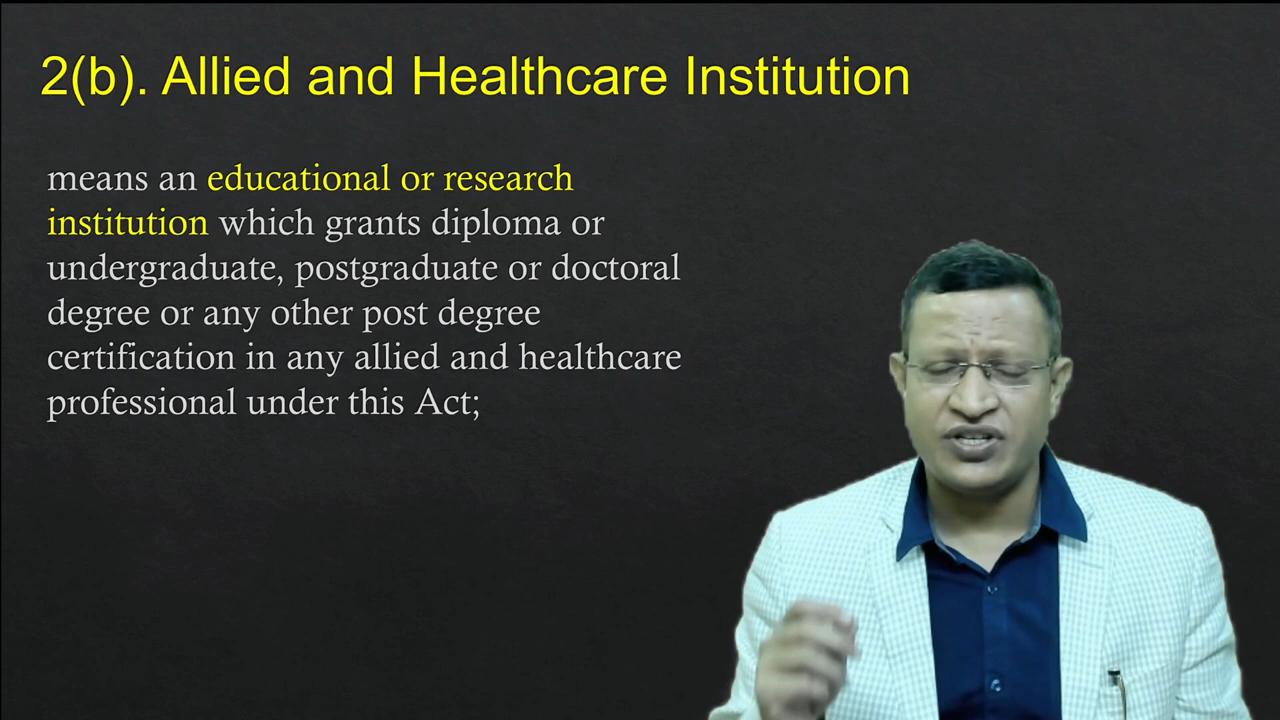 2(b). Allied and Healthcare Institution
means an educational or research
institution which grants diploma or
undergraduate, postgraduate or doctoral
degree or any other post degree
certification in any allied and healthcare
professional under this Act;